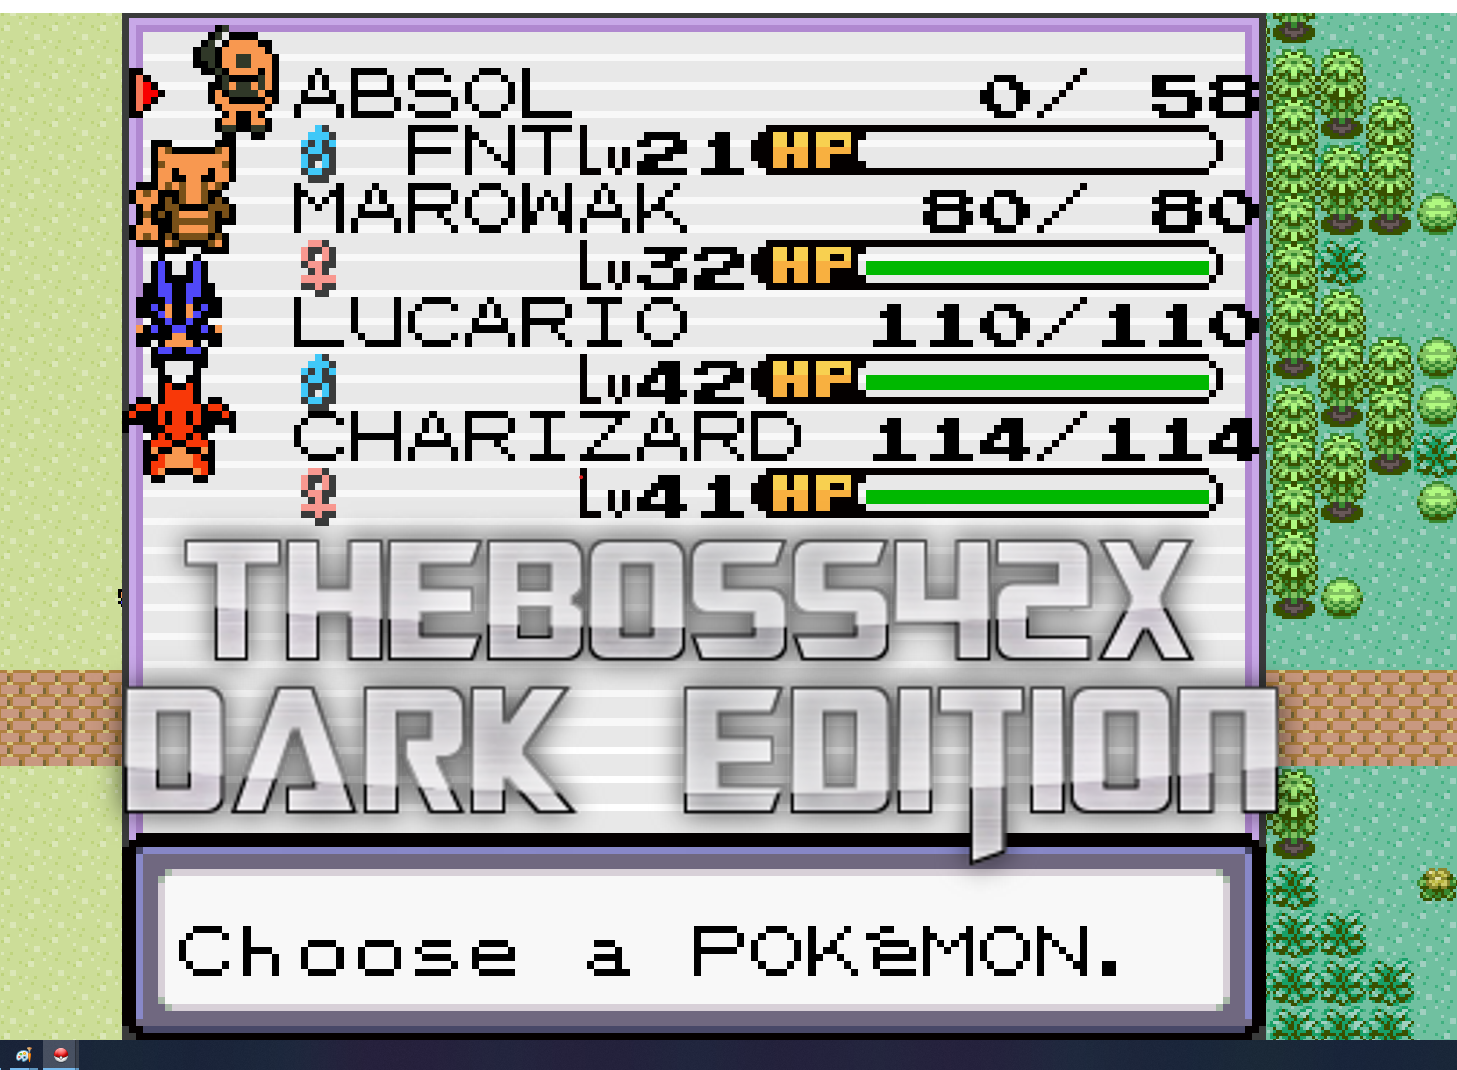 ABSOL 0/ 58
FNT Lv21 HP
MAROWAK 80/ 80
Lv32 HP
LUCARIO 110/110
Lv42 HP
CHARIZARD 114/114
Lv41 HP
THEBOSS42X
DARK EDITION
Choose a POKéMON.